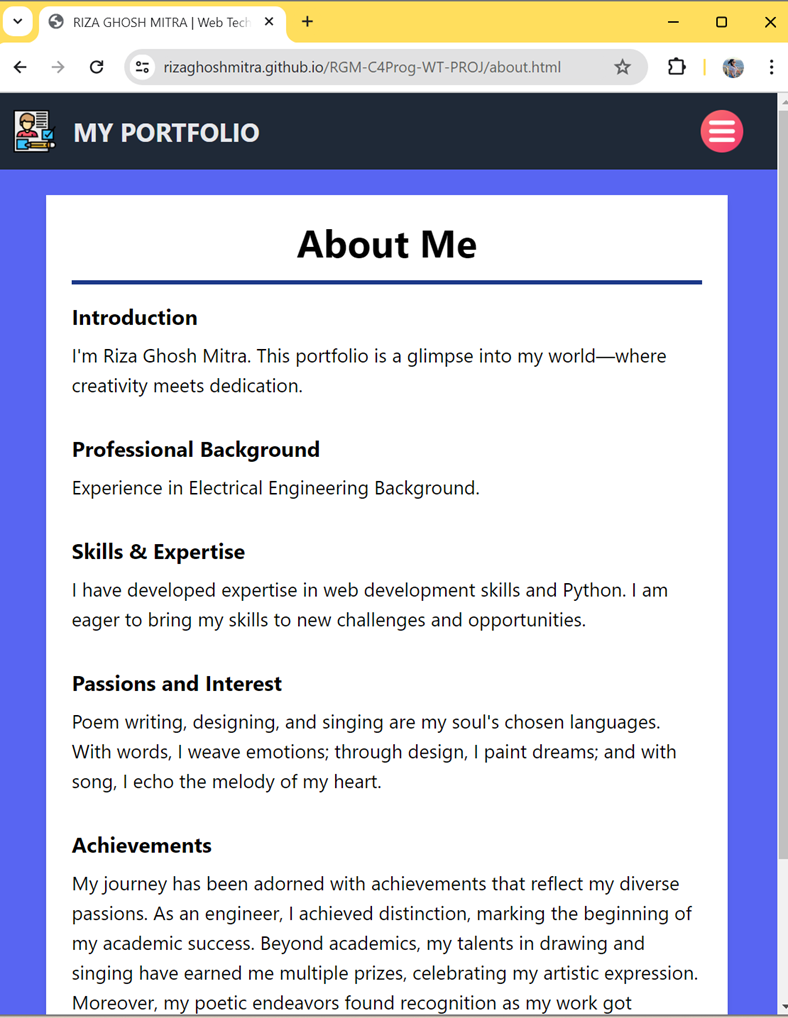 RIZA GHOSH MITRA | Web Tech
rizaghoshmitra.github.io/RGM-C4Prog-WT-PROJ/about.html
MY PORTFOLIO
About Me
Introduction
I'm Riza Ghosh Mitra. This portfolio is a glimpse into my world—where
creativity meets dedication.
Professional Background
Experience in Electrical Engineering Background.
Skills & Expertise
I have developed expertise in web development skills and Python. I am
eager to bring my skills to new challenges and opportunities.
Passions and Interest
Poem writing, designing, and singing are my soul's chosen languages.
With words, I weave emotions; through design, I paint dreams; and with
song, I echo the melody of my heart.
Achievements
My journey has been adorned with achievements that reflect my diverse
passions. As an engineer, I achieved distinction, marking the beginning of
my academic success. Beyond academics, my talents in drawing and
singing have earned me multiple prizes, celebrating my artistic expression.
Moreover, my poetic endeavors found recognition as my work got